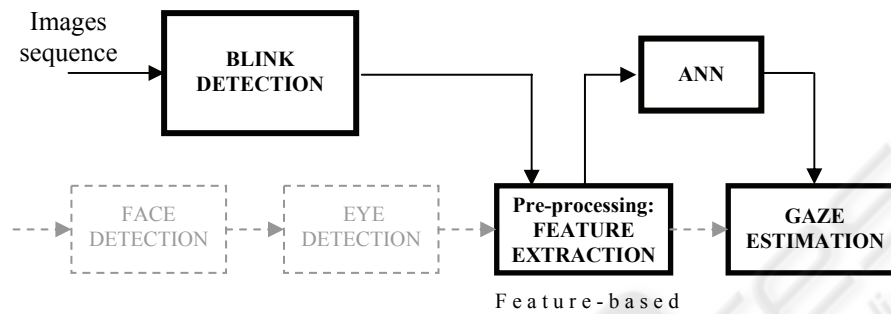 Images
sequence
BLINK
DETECTION
ANN
FACE
DETECTION
EYE
DETECTION
Pre-processing:
FEATURE
EXTRACTION
GAZE
ESTIMATION
Feature-based